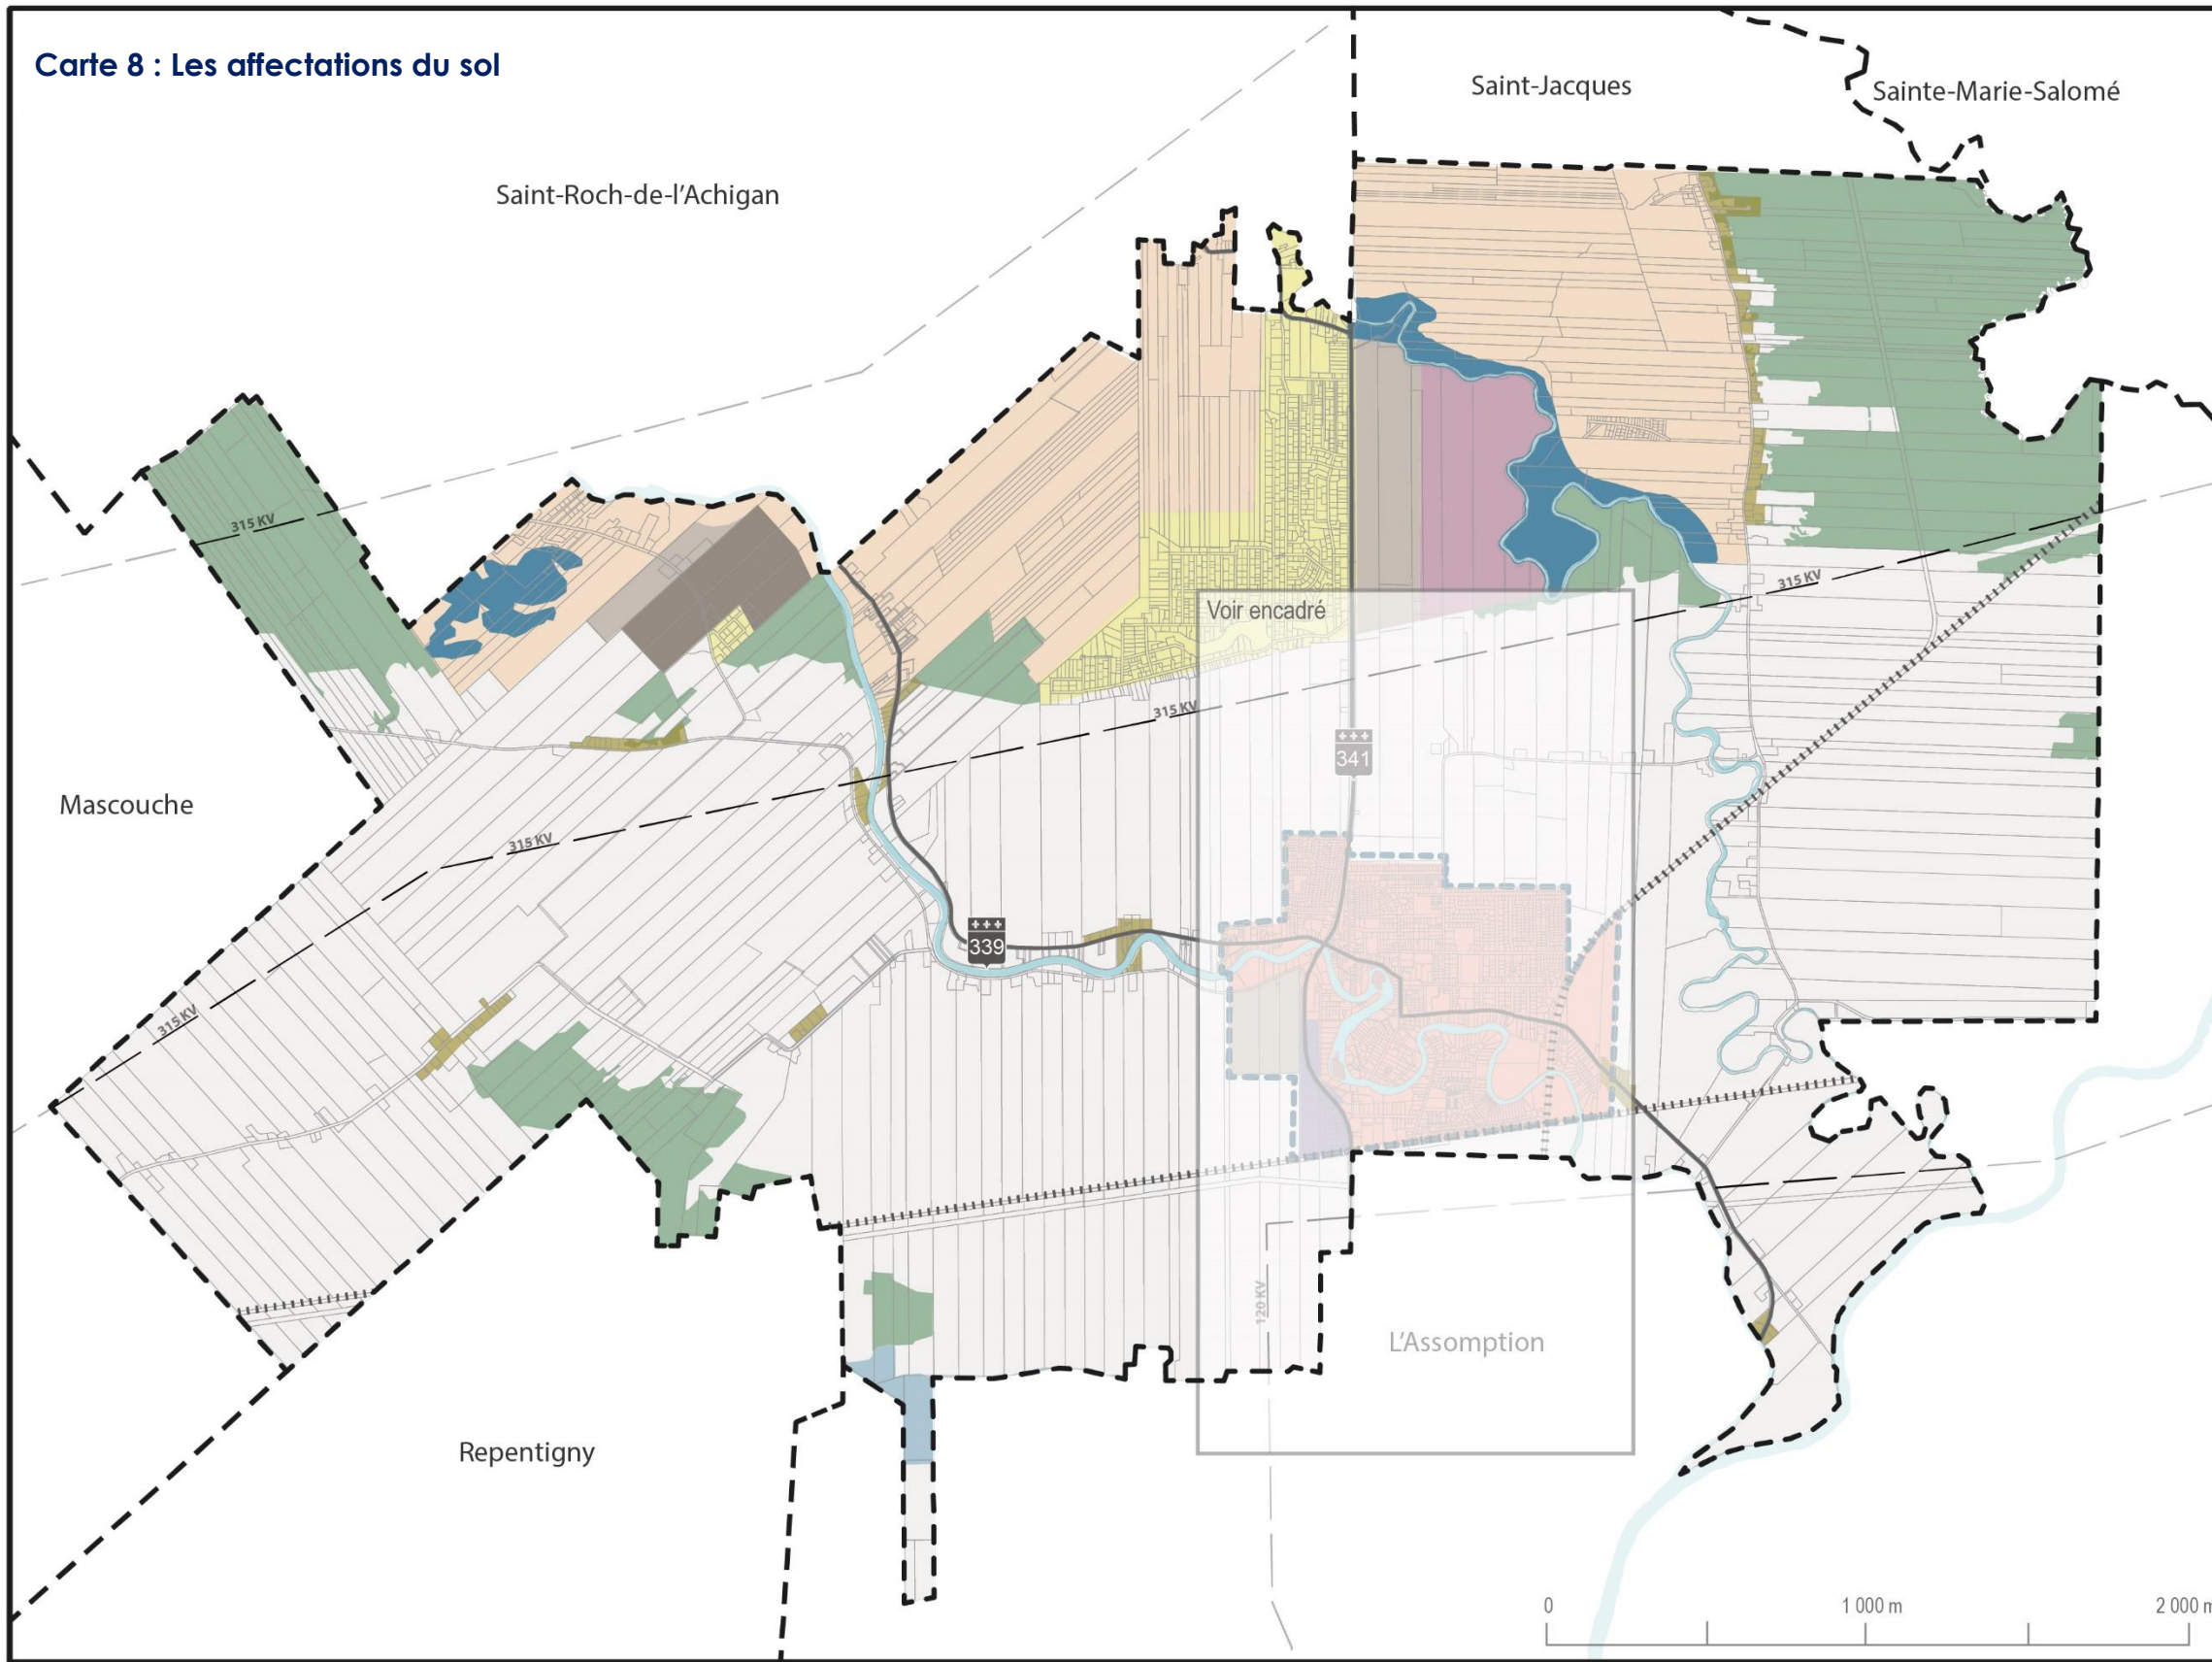 Carte 8 : Les affectations du sol
Saint-Jacques
Sainte-Marie-Salomé
Saint-Roch-de-l'Achigan
315 KV
315 KV
Voir encadré
315 KV
341
Mascouche
315 KV
339
315 KV
120 KV
L'Assomption
Repentigny
0
1 000 m
2 000 m